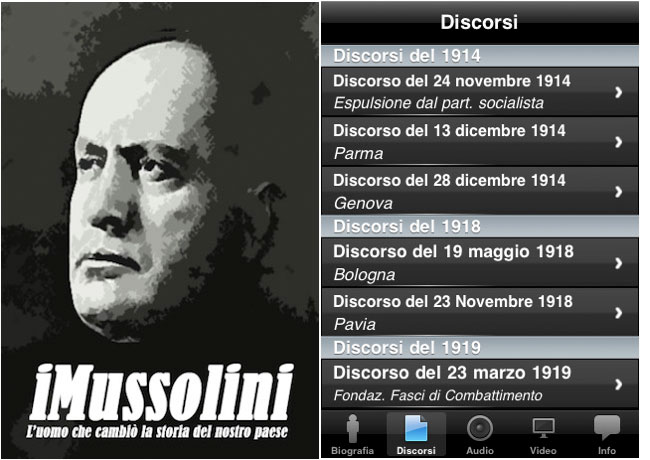 iMussolini
L'uomo che cambiò la storia del nostro paese
Discorsi
Discorsi del 1914
Discorso del 24 novembre 1914
Espulsione dal part. socialista
Discorso del 13 dicembre 1914
Parma
Discorso del 28 dicembre 1914
Genova
Discorsi del 1918
Discorso del 19 maggio 1918
Bologna
Discorso del 23 Novembre 1918
Pavia
Discorsi del 1919
Discorso del 23 marzo 1919
Fondaz. Fasci di Combattimento
Biografia Discorsi Audio Video Info